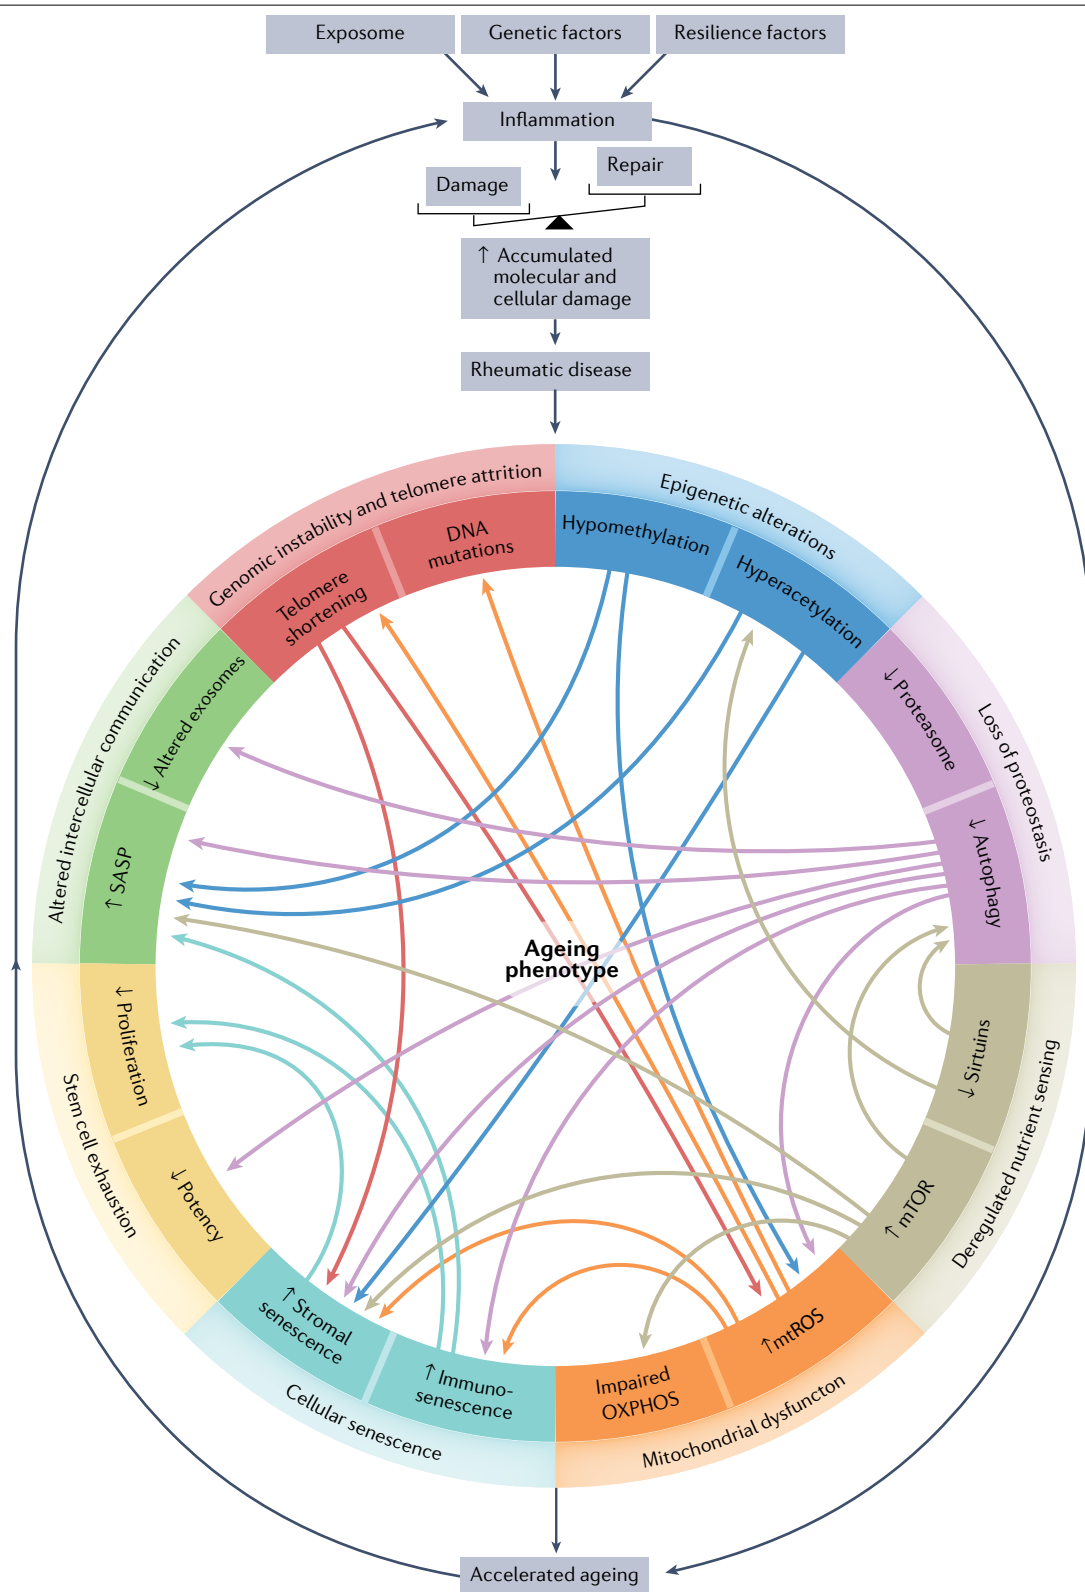 Exposome
Genetic factors
Resilience factors
Inflammation
Repair
Damage
↑ Accumulated
molecular and
cellular damage
Rheumatic disease
Genomic instability and telomere attrition
Epigenetic alterations
DNA
mutations
Hypomethylation
Telomere
shortening
Hyperacetylation
Altered intercellular communication
↓ Altered exosomes
↑ SASP
↓ Proteasome
↓ Autophagy
Loss of proteostasis
Ageing
phenotype
Stem cell exhaustion
↓ Proliferation
↓ Potency
↓ Sirtuins
↑ mTOR
Deregulated nutrient sensing
↑ Stromal
senescence
↑ Immuno-
senescence
Cellular senescence
Impaired
OXPHOS
↑mtROS
Mitochondrial dysfuncton
Accelerated ageing